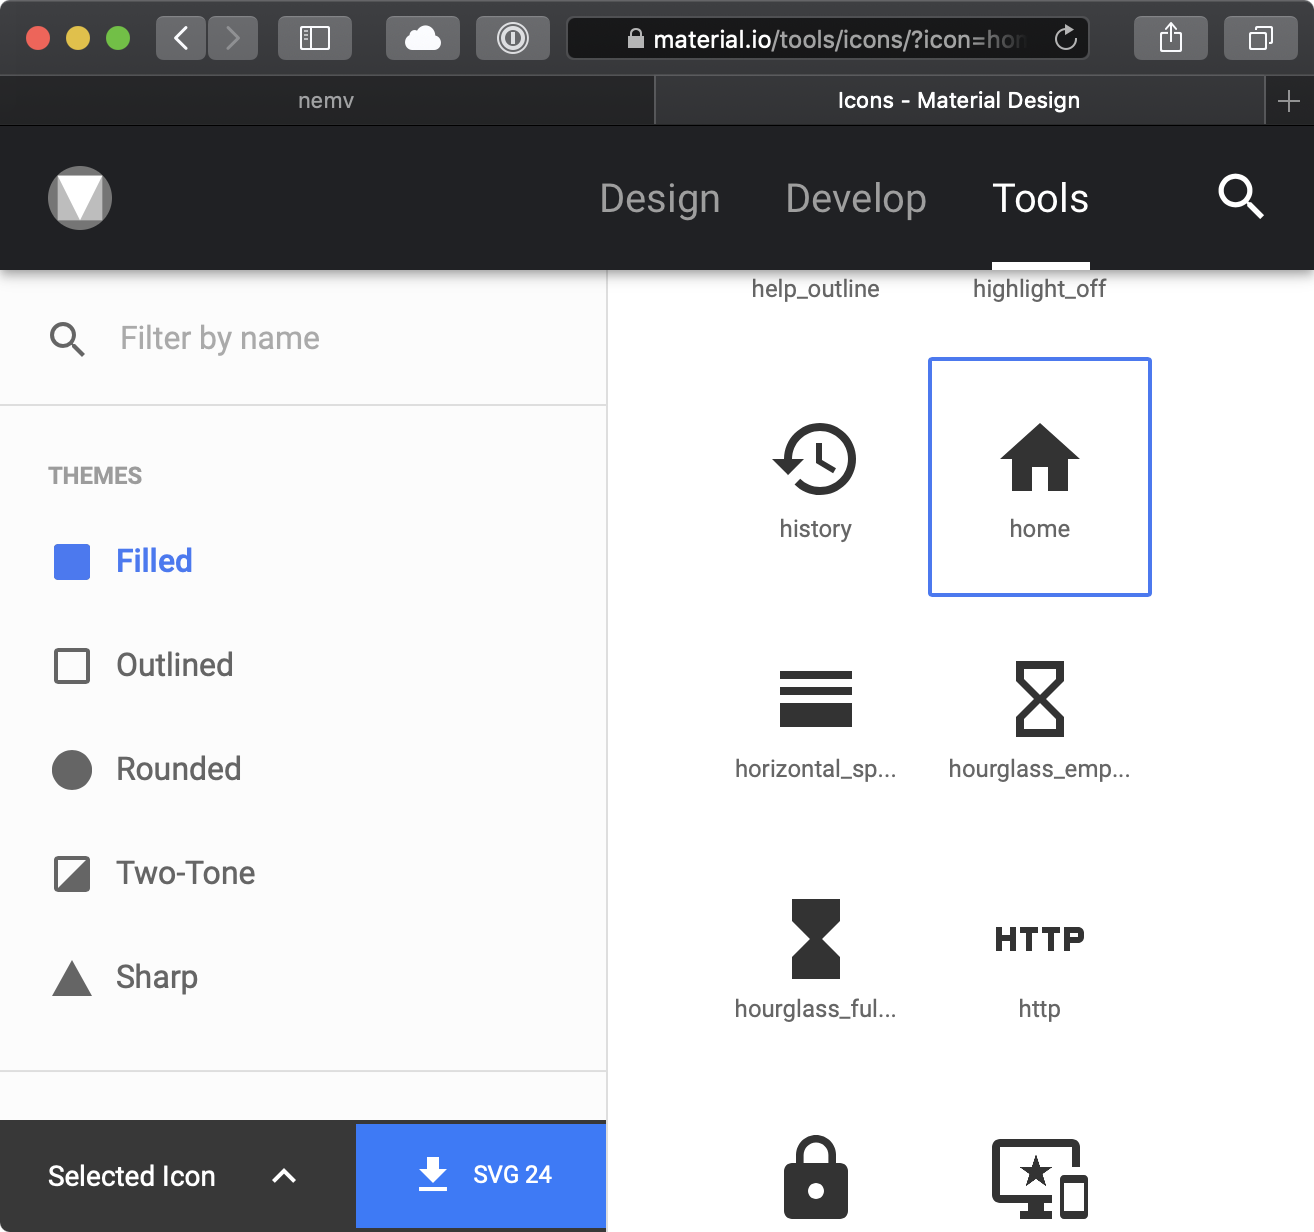 material.io/tools/icons/?icon=hon
nemv
Icons - Material Design
Design
Develop
Tools
Filter by name
THEMES
Filled
Outlined
Rounded
Two-Tone
Sharp
Selected Icon
SVG 24
help_outline
highlight_off
history
home
horizontal_sp...
hourglass_emp...
hourglass_ful...
HTTP
http